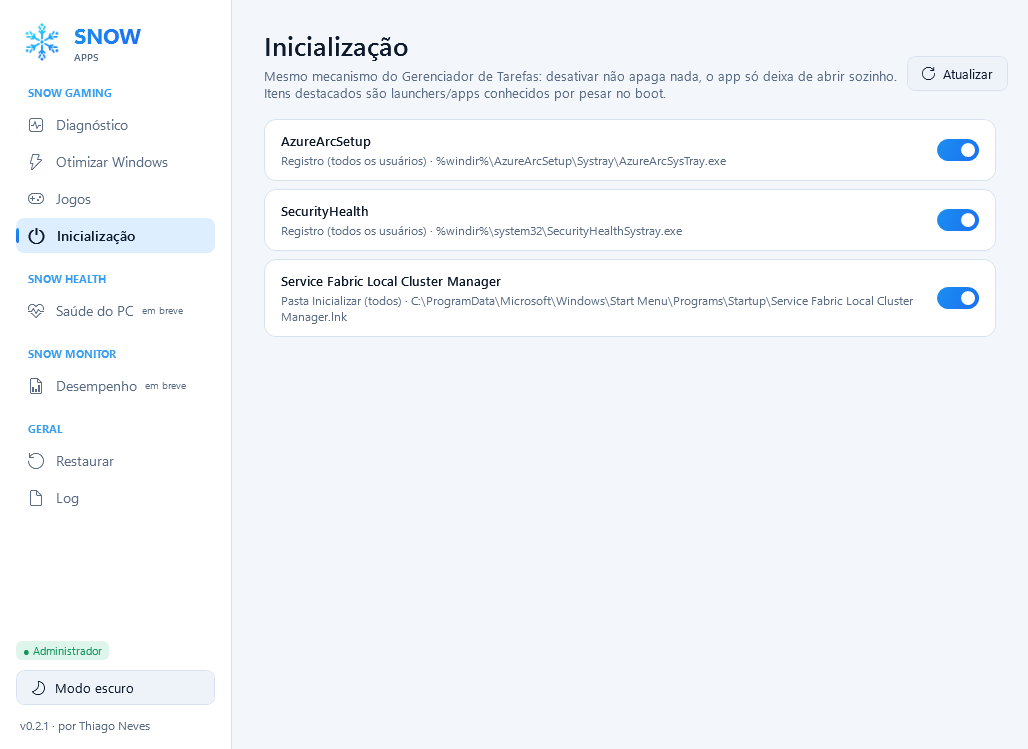 SNOW
APPS
SNOW GAMING
Diagnóstico
Otimizar Windows
Jogos
Inicialização
SNOW HEALTH
Saúde do PC em breve
SNOW MONITOR
Desempenho em breve
GERAL
Restaurar
Log
Administrador
Modo escuro
v0.2.1 · por Thiago Neves
Inicialização
Mesmo mecanismo do Gerenciador de Tarefas: desativar não apaga nada, o app só deixa de abrir sozinho.
Itens destacados são launchers/apps conhecidos por pesar no boot.
Atualizar
AzureArcSetup
Registro (todos os usuários) · %windir%\AzureArcSetup\Systray\AzureArcSysTray.exe
SecurityHealth
Registro (todos os usuários) · %windir%\system32\SecurityHealthSystray.exe
Service Fabric Local Cluster Manager
Pasta Inicializar (todos) · C:\ProgramData\Microsoft\Windows\Start Menu\Programs\Startup\Service Fabric Local Cluster
Manager.lnk